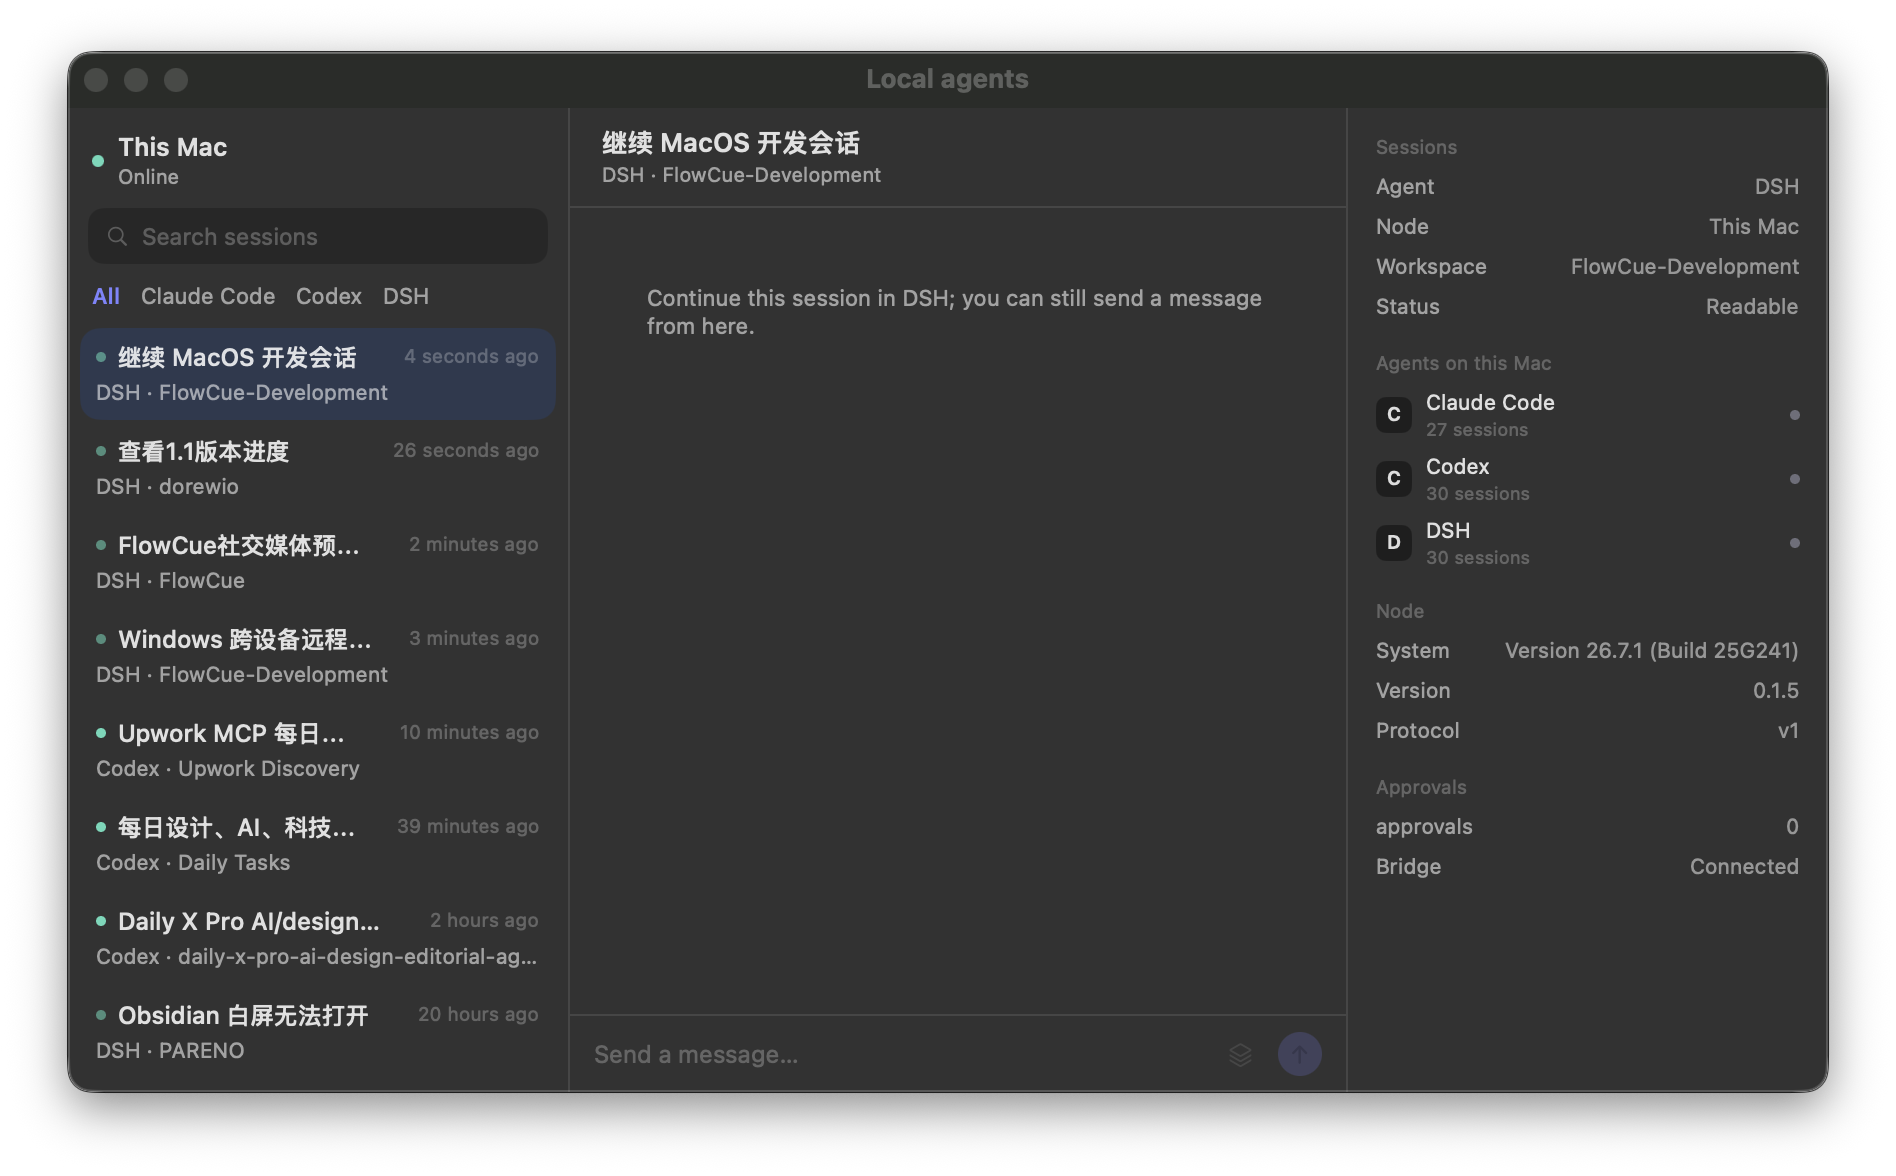 Local agents
This Mac
Online
Search sessions
All Claude Code Codex DSH
继续 MacOS 开发会话 4 seconds ago
DSH · FlowCue-Development
查看1.1版本进度 26 seconds ago
DSH · dorewio
FlowCue社交媒体预... 2 minutes ago
DSH · FlowCue
Windows 跨设备远程... 3 minutes ago
DSH · FlowCue-Development
Upwork MCP 每日... 10 minutes ago
Codex · Upwork Discovery
每日设计、AI、科技... 39 minutes ago
Codex · Daily Tasks
Daily X Pro AI/design... 2 hours ago
Codex · daily-x-pro-ai-design-editorial-ag...
Obsidian 白屏无法打开 20 hours ago
DSH · PARENO
继续 MacOS 开发会话
DSH · FlowCue-Development
Continue this session in DSH; you can still send a message
from here.
Send a message...
Sessions
Agent DSH
Node This Mac
Workspace FlowCue-Development
Status Readable
Agents on this Mac
C Claude Code
27 sessions
C Codex
30 sessions
D DSH
30 sessions
Node
System Version 26.7.1 (Build 25G241)
Version 0.1.5
Protocol v1
Approvals
approvals 0
Bridge Connected